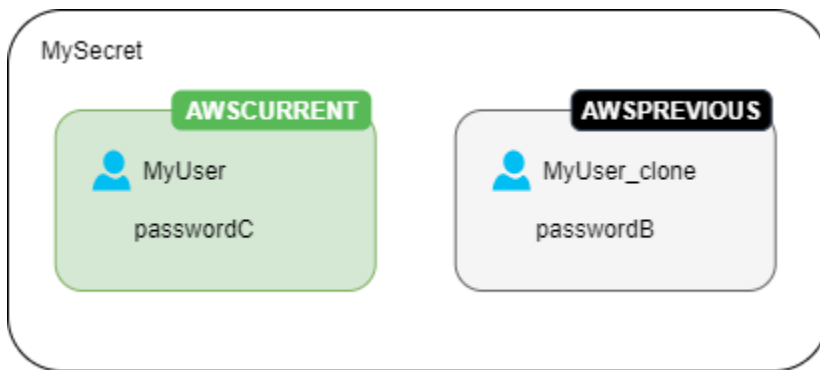 MySecret
AWSCURRENT
MyUser
passwordC
AWSPREVIOUS
MyUser_clone
passwordB